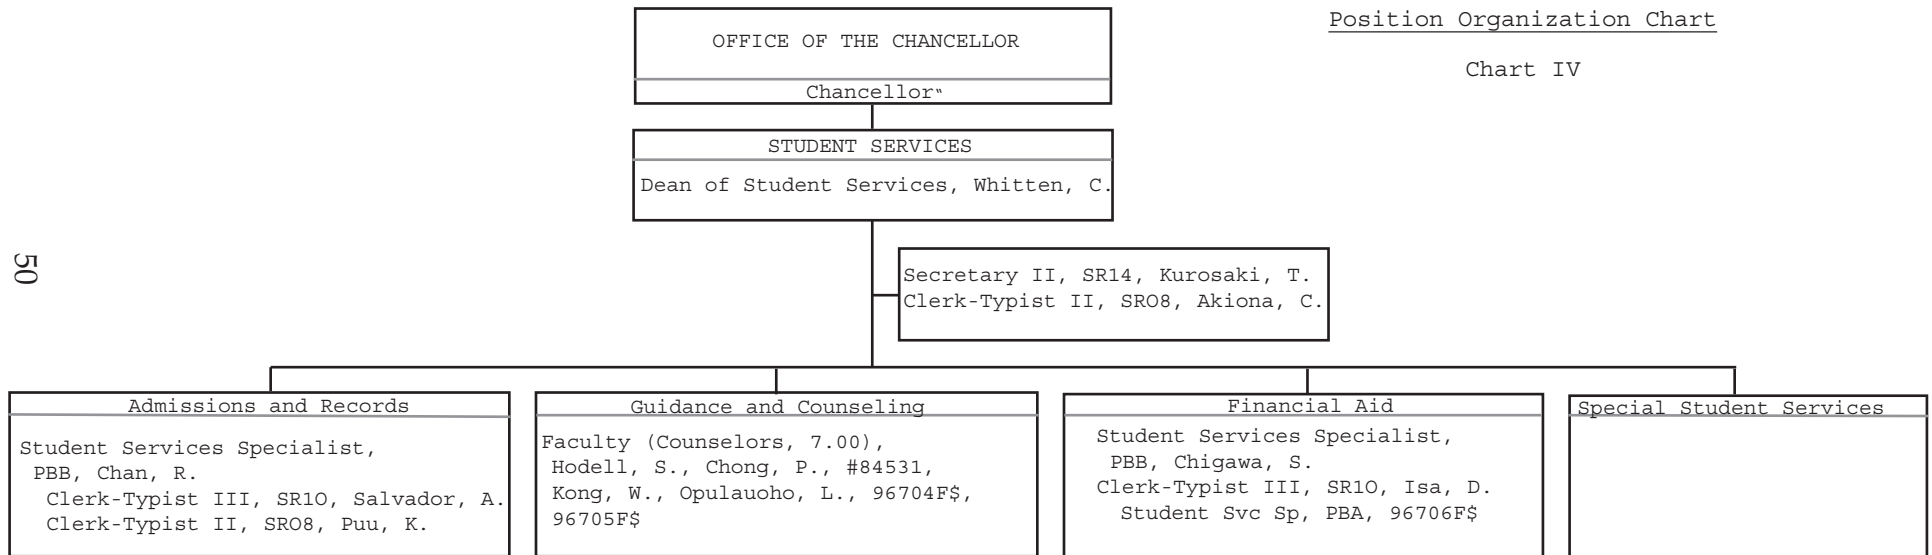 Position Organization Chart
Chart IV
OFFICE OF THE CHANCELLOR
Chancellor“
STUDENT SERVICES
Dean of Student Services, Whitten, C.
Secretary II, SR14, Kurosaki, T.
Clerk-Typist II, SRO8, Akiona, C.
50
Admissions and Records
Student Services Specialist,
PBB, Chan, R.
Clerk-Typist III, SR1O, Salvador, A.
Clerk-Typist II, SRO8, Puu, K.
Guidance and Counseling
Faculty (Counselors, 7.00),
Hodell, S., Chong, P., #84531,
Kong, W., Opulauoho, L., 96704F$,
96705F$
Financial Aid
Student Services Specialist,
PBB, Chigawa, S.
Clerk-Typist III, SR1O, Isa, D.
Student Svc Sp, PBA, 96706F$
Special Student Services